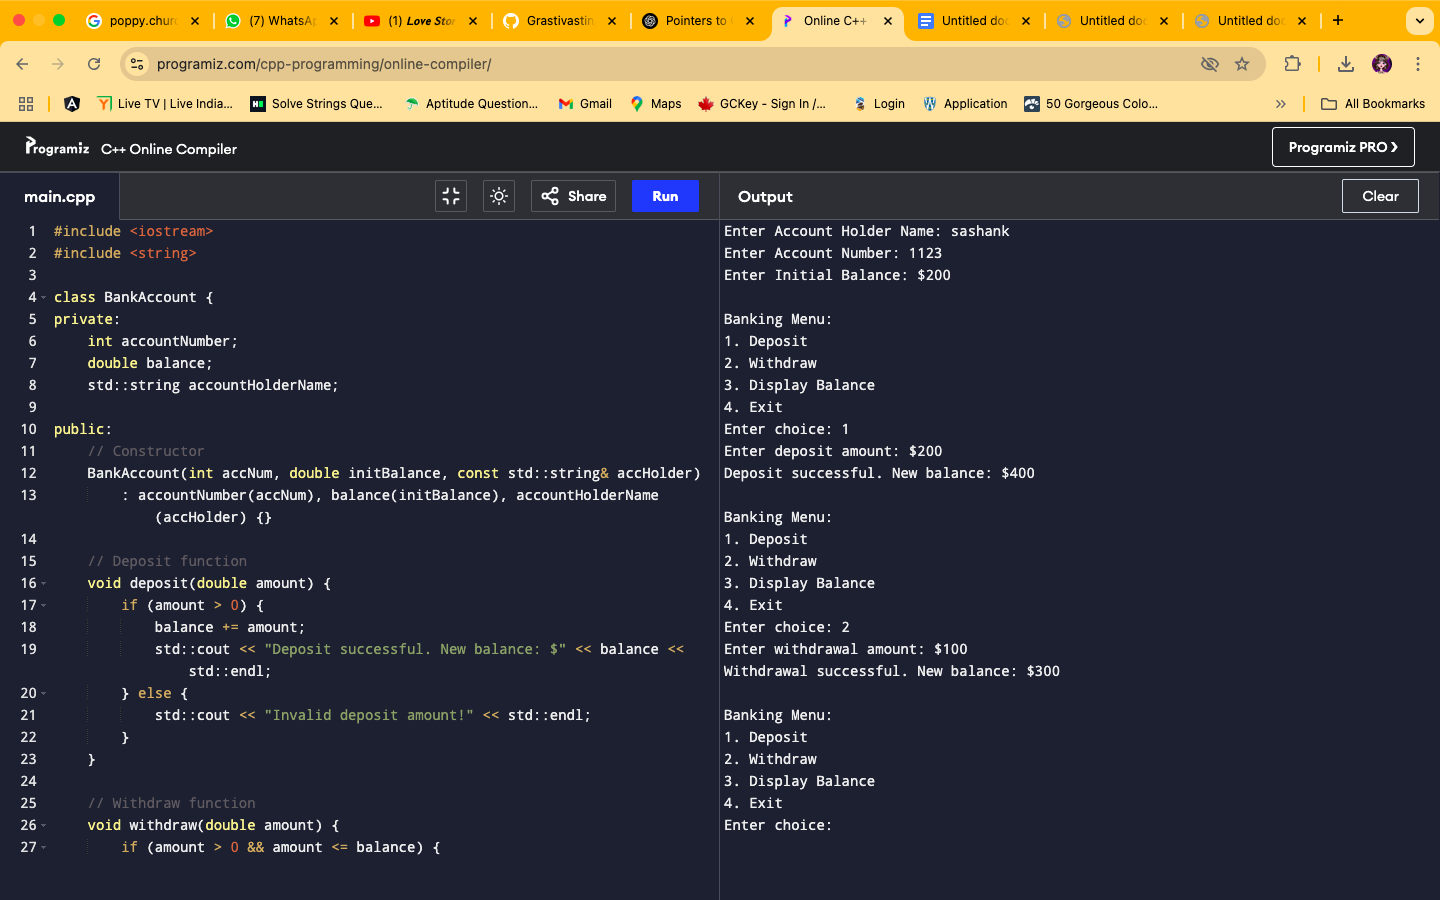 poppy.chur
(7) WhatsAp
(1) Love Stor
Grastivastin
Pointers to
Online C++
Untitled doc
Untitled doc
Untitled doc
programiz.com/cpp-programming/online-compiler/
Live TV | Live India...
Solve Strings Que...
Aptitude Question...
Gmail
Maps
GCKey - Sign In /...
Login
Application
50 Gorgeous Colo...
All Bookmarks
Programiz C++ Online Compiler
Programiz PRO
main.cpp
Share
Run
Output
Clear
1 #include <iostream>
2 #include <string>
3
4 class BankAccount {
5 private:
6 int accountNumber;
7 double balance;
8 std::string accountHolderName;
9
10 public:
11 // Constructor
12 BankAccount(int accNum, double initBalance, const std::string& accHolder)
13 : accountNumber(accNum), balance(initBalance), accountHolderName
(accHolder) {}
14
15 // Deposit function
16 void deposit(double amount) {
17 if (amount > 0) {
18 balance += amount;
19 std::cout << "Deposit successful. New balance: $" << balance <<
std::endl;
20 } else {
21 std::cout << "Invalid deposit amount!" << std::endl;
22 }
23 }
24
25 // Withdraw function
26 void withdraw(double amount) {
27 if (amount > 0 && amount <= balance) {
Enter Account Holder Name: sashank
Enter Account Number: 1123
Enter Initial Balance: $200
Banking Menu:
1. Deposit
2. Withdraw
3. Display Balance
4. Exit
Enter choice: 1
Enter deposit amount: $200
Deposit successful. New balance: $400
Banking Menu:
1. Deposit
2. Withdraw
3. Display Balance
4. Exit
Enter choice: 2
Enter withdrawal amount: $100
Withdrawal successful. New balance: $300
Banking Menu:
1. Deposit
2. Withdraw
3. Display Balance
4. Exit
Enter choice: